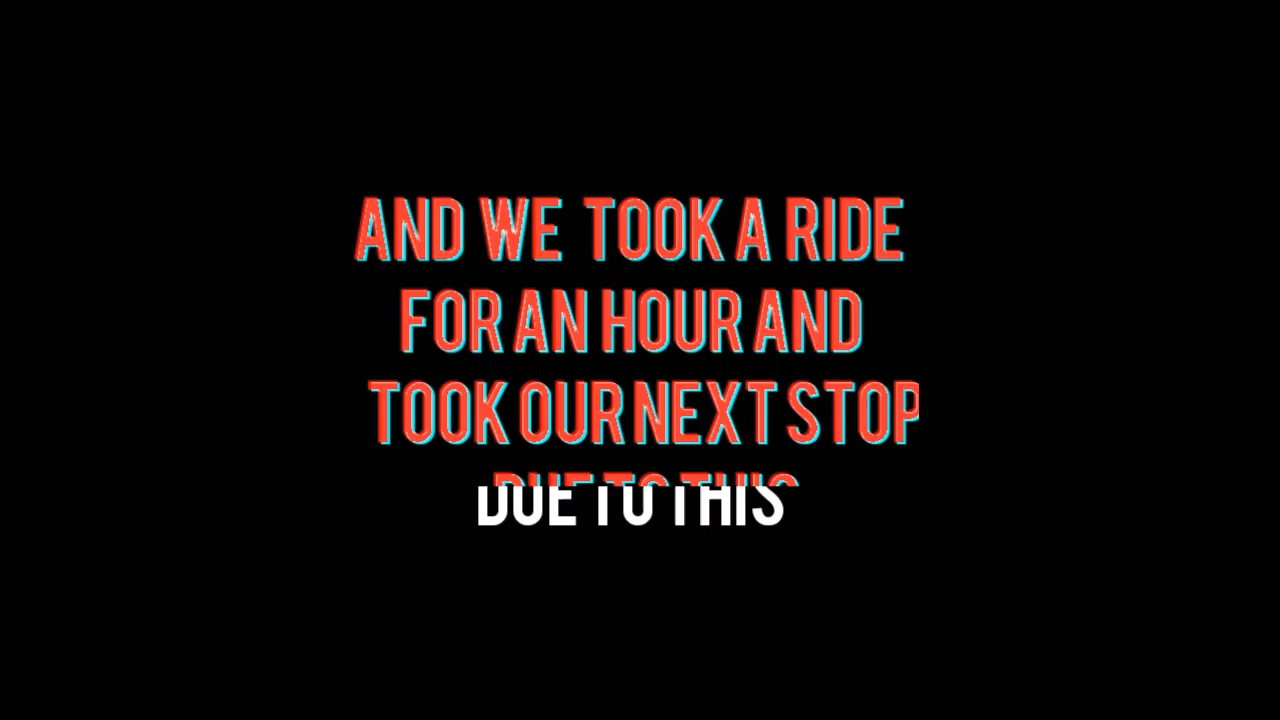 AND WE TOOK A RIDE
FOR AN HOUR AND
TOOK OUR NEXT STOP
DUE TO THIS